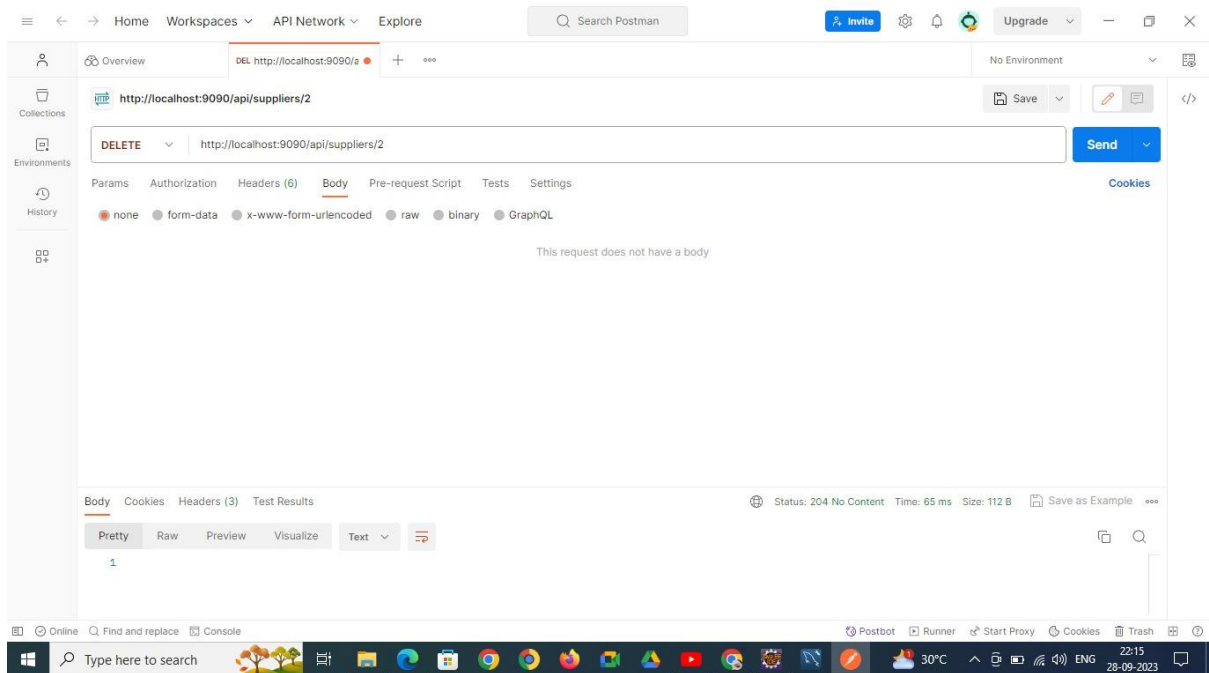 Home Workspaces API Network Explore Search Postman Invite Upgrade
Overview DEL http://localhost:9090/a No Environment
HTTP http://localhost:9090/api/suppliers/2 Save
Collections
DELETE http://localhost:9090/api/suppliers/2 Send
Environments
Params Authorization Headers (6) Body Pre-request Script Tests Settings Cookies
History
none form-data x-www-form-urlencoded raw binary GraphQL
This request does not have a body
Body Cookies Headers (3) Test Results Status: 204 No Content Time: 65 ms Size: 112 B Save as Example
Pretty Raw Preview Visualize Text
1
Online Find and replace Console Postbot Runner Start Proxy Cookies Trash
Type here to search 30°C ENG 22:15
28-09-2023